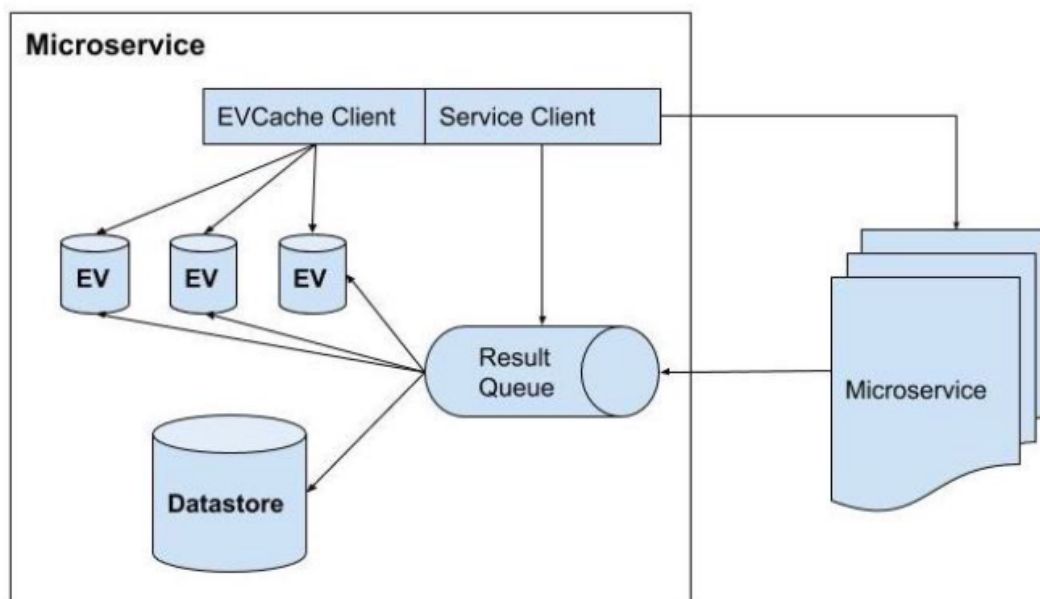 Microservice
EVCache Client
Service Client
EV
EV
EV
Result
Queue
Microservice
Datastore